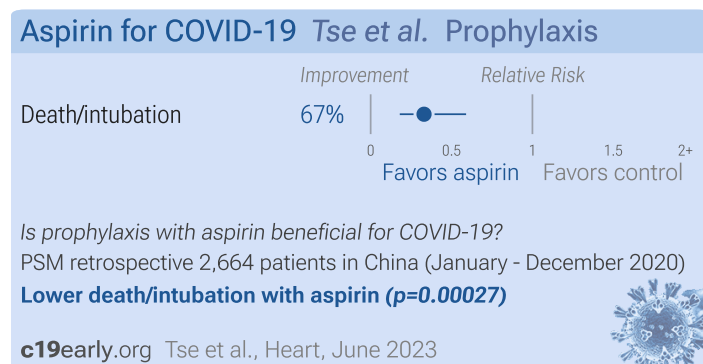 Aspirin for COVID-19 Tse et al. Prophylaxis
Improvement Relative Risk
Death/intubation 67%
0 0.5 1 1.5 2+
Favors aspirin Favors control
Is prophylaxis with aspirin beneficial for COVID-19?
PSM retrospective 2,664 patients in China (January - December 2020)
Lower death/intubation with aspirin (p=0.00027)
c19early.org Tse et al., Heart, June 2023